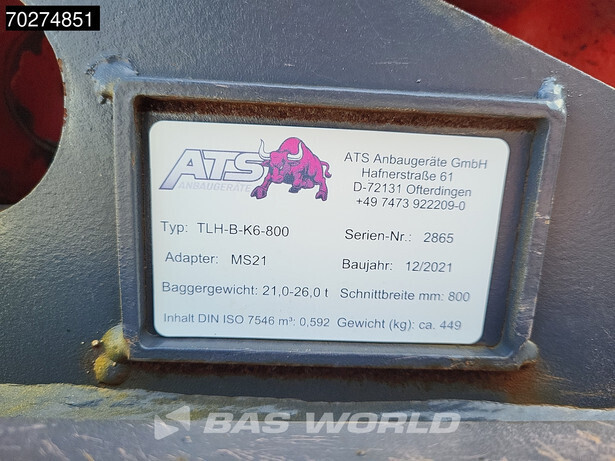 70274851
ATS
ANBAUGERÄTE
ATS Anbaugeräte GmbH
Hafnerstraße 61
D-72131 Ofterdingen
+49 7473 922209-0
Typ: TLH-B-K6-800
Serien-Nr.: 2865
Adapter: MS21
Baujahr: 12/2021
Baggergewicht: 21,0-26,0 t
Schnittbreite mm: 800
Inhalt DIN ISO 7546 m³: 0,592
Gewicht (kg): ca. 449
BAS WORLD